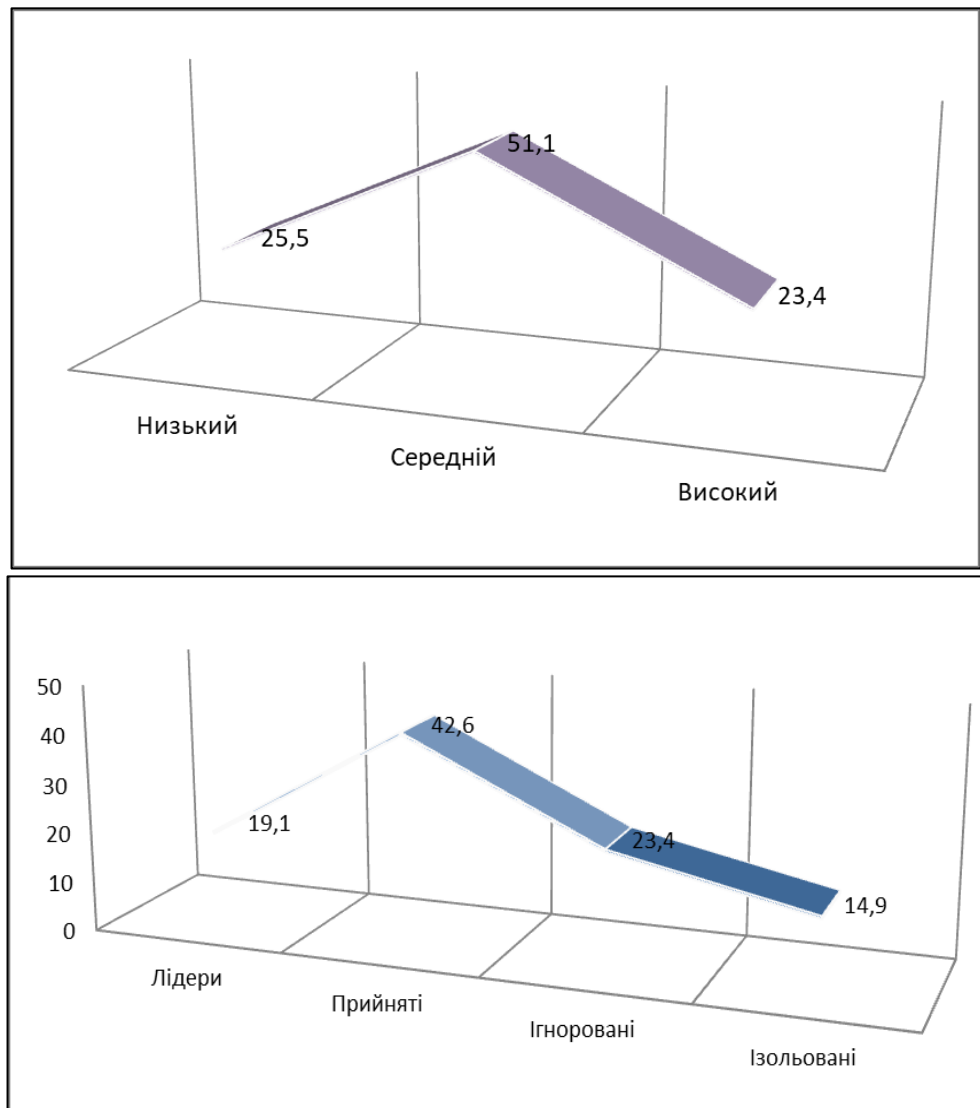 51,1
25,5
23,4
Низький
Середній
Високий
50
40
30
20
10
0
42,6
19,1
23,4
14,9
Лідери
Прийняті
Ігноровані
Ізольовані